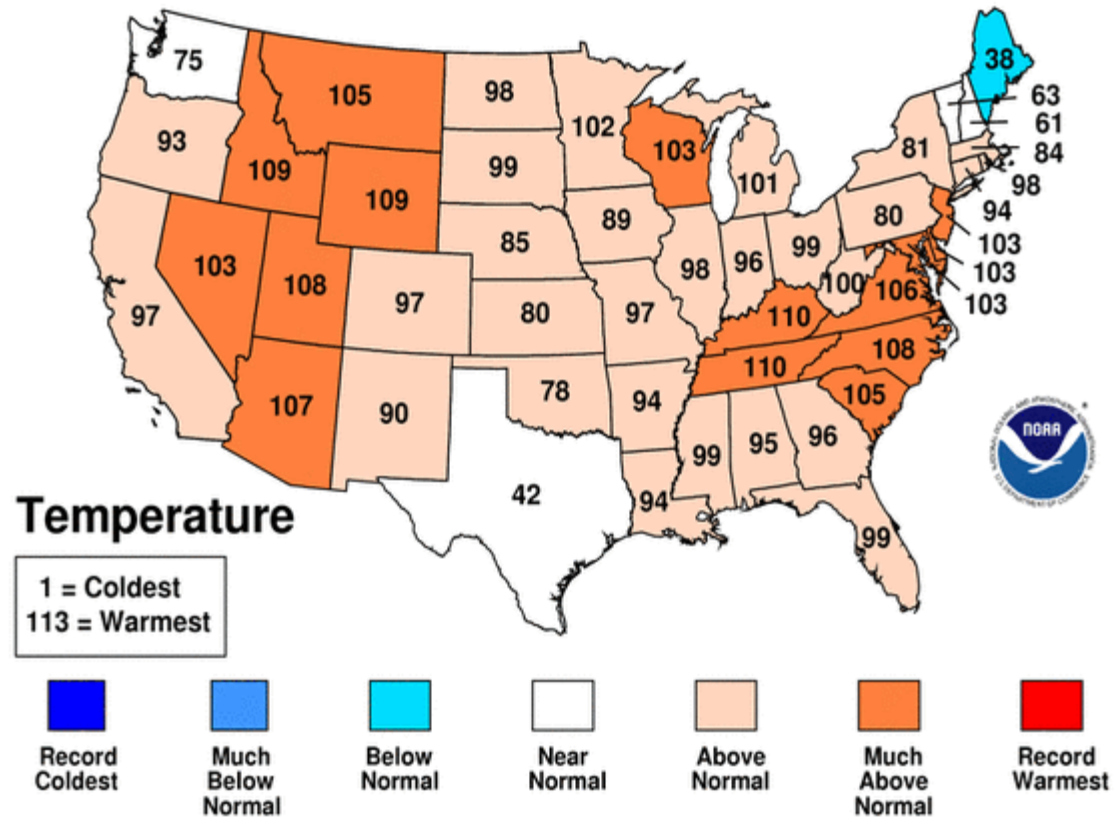 75
105
98
102
38
63
61
93
109
99
103
81
84
109
101
98
89
80
94
103
103
103
85
99
103
108
97
98
96
100
106
97
80
97
110
108
107
90
78
94
110
105
99
95
96
42
94
99
NOAA
Temperature
1 = Coldest
113 = Warmest
Record
Coldest
Much
Below
Normal
Below
Normal
Near
Normal
Above
Normal
Much
Above
Normal
Record
Warmest